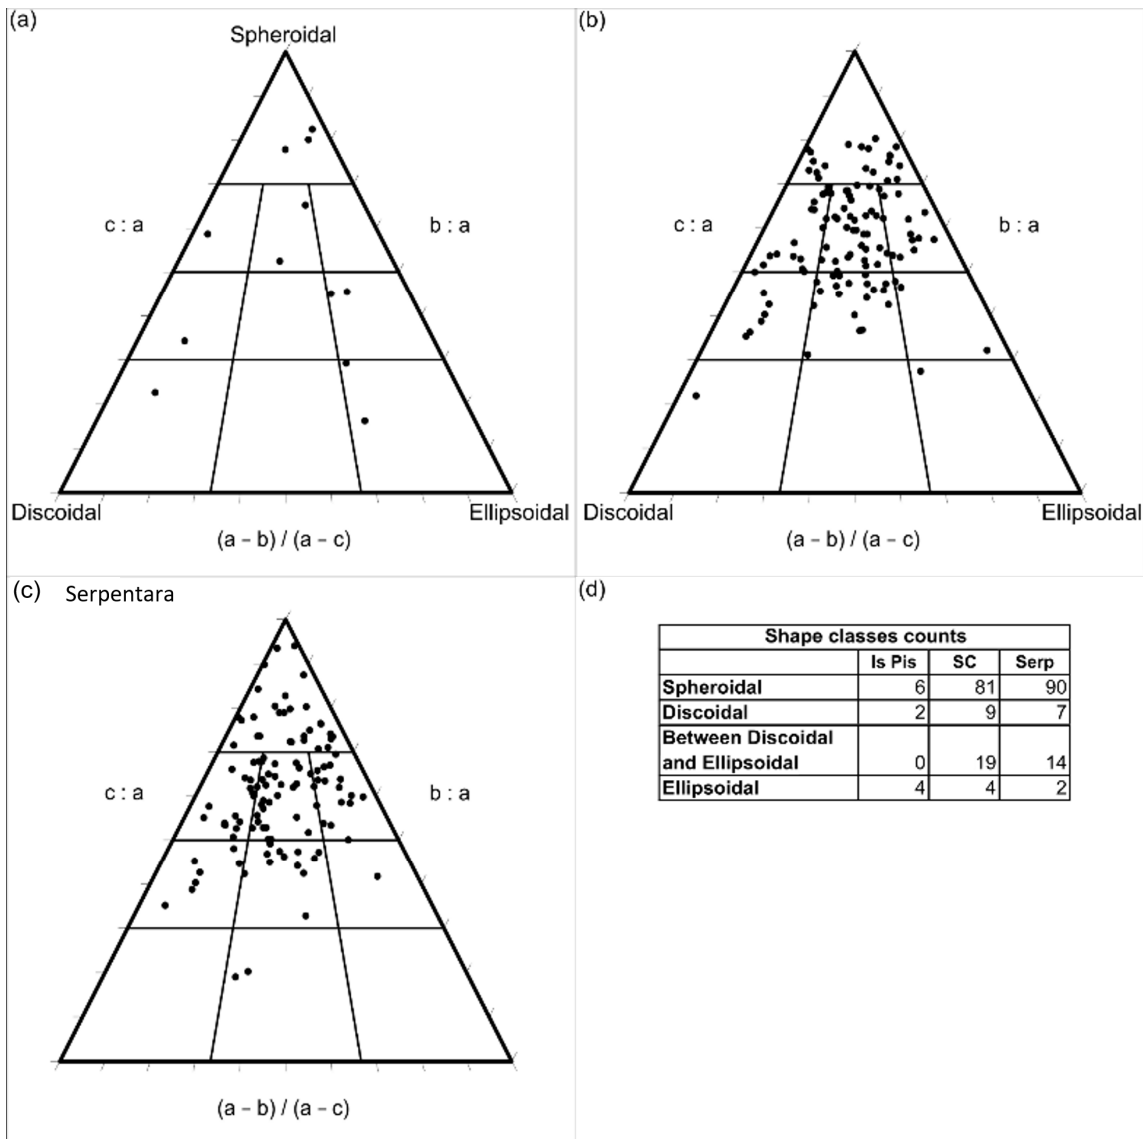 (a)
Spheroidal
c : a
b : a
Discoidal
Ellipsoidal
(a – b) / (a – c)
(b)
c : a
b : a
Discoidal
Ellipsoidal
(a – b) / (a – c)
(c) Serpentara
c : a
b : a
(a – b) / (a – c)
(d)
Shape classes counts
Is Pis SC Serp
Spheroidal 6 81 90
Discoidal 2 9 7
Between Discoidal
and Ellipsoidal 0 19 14
Ellipsoidal 4 4 2